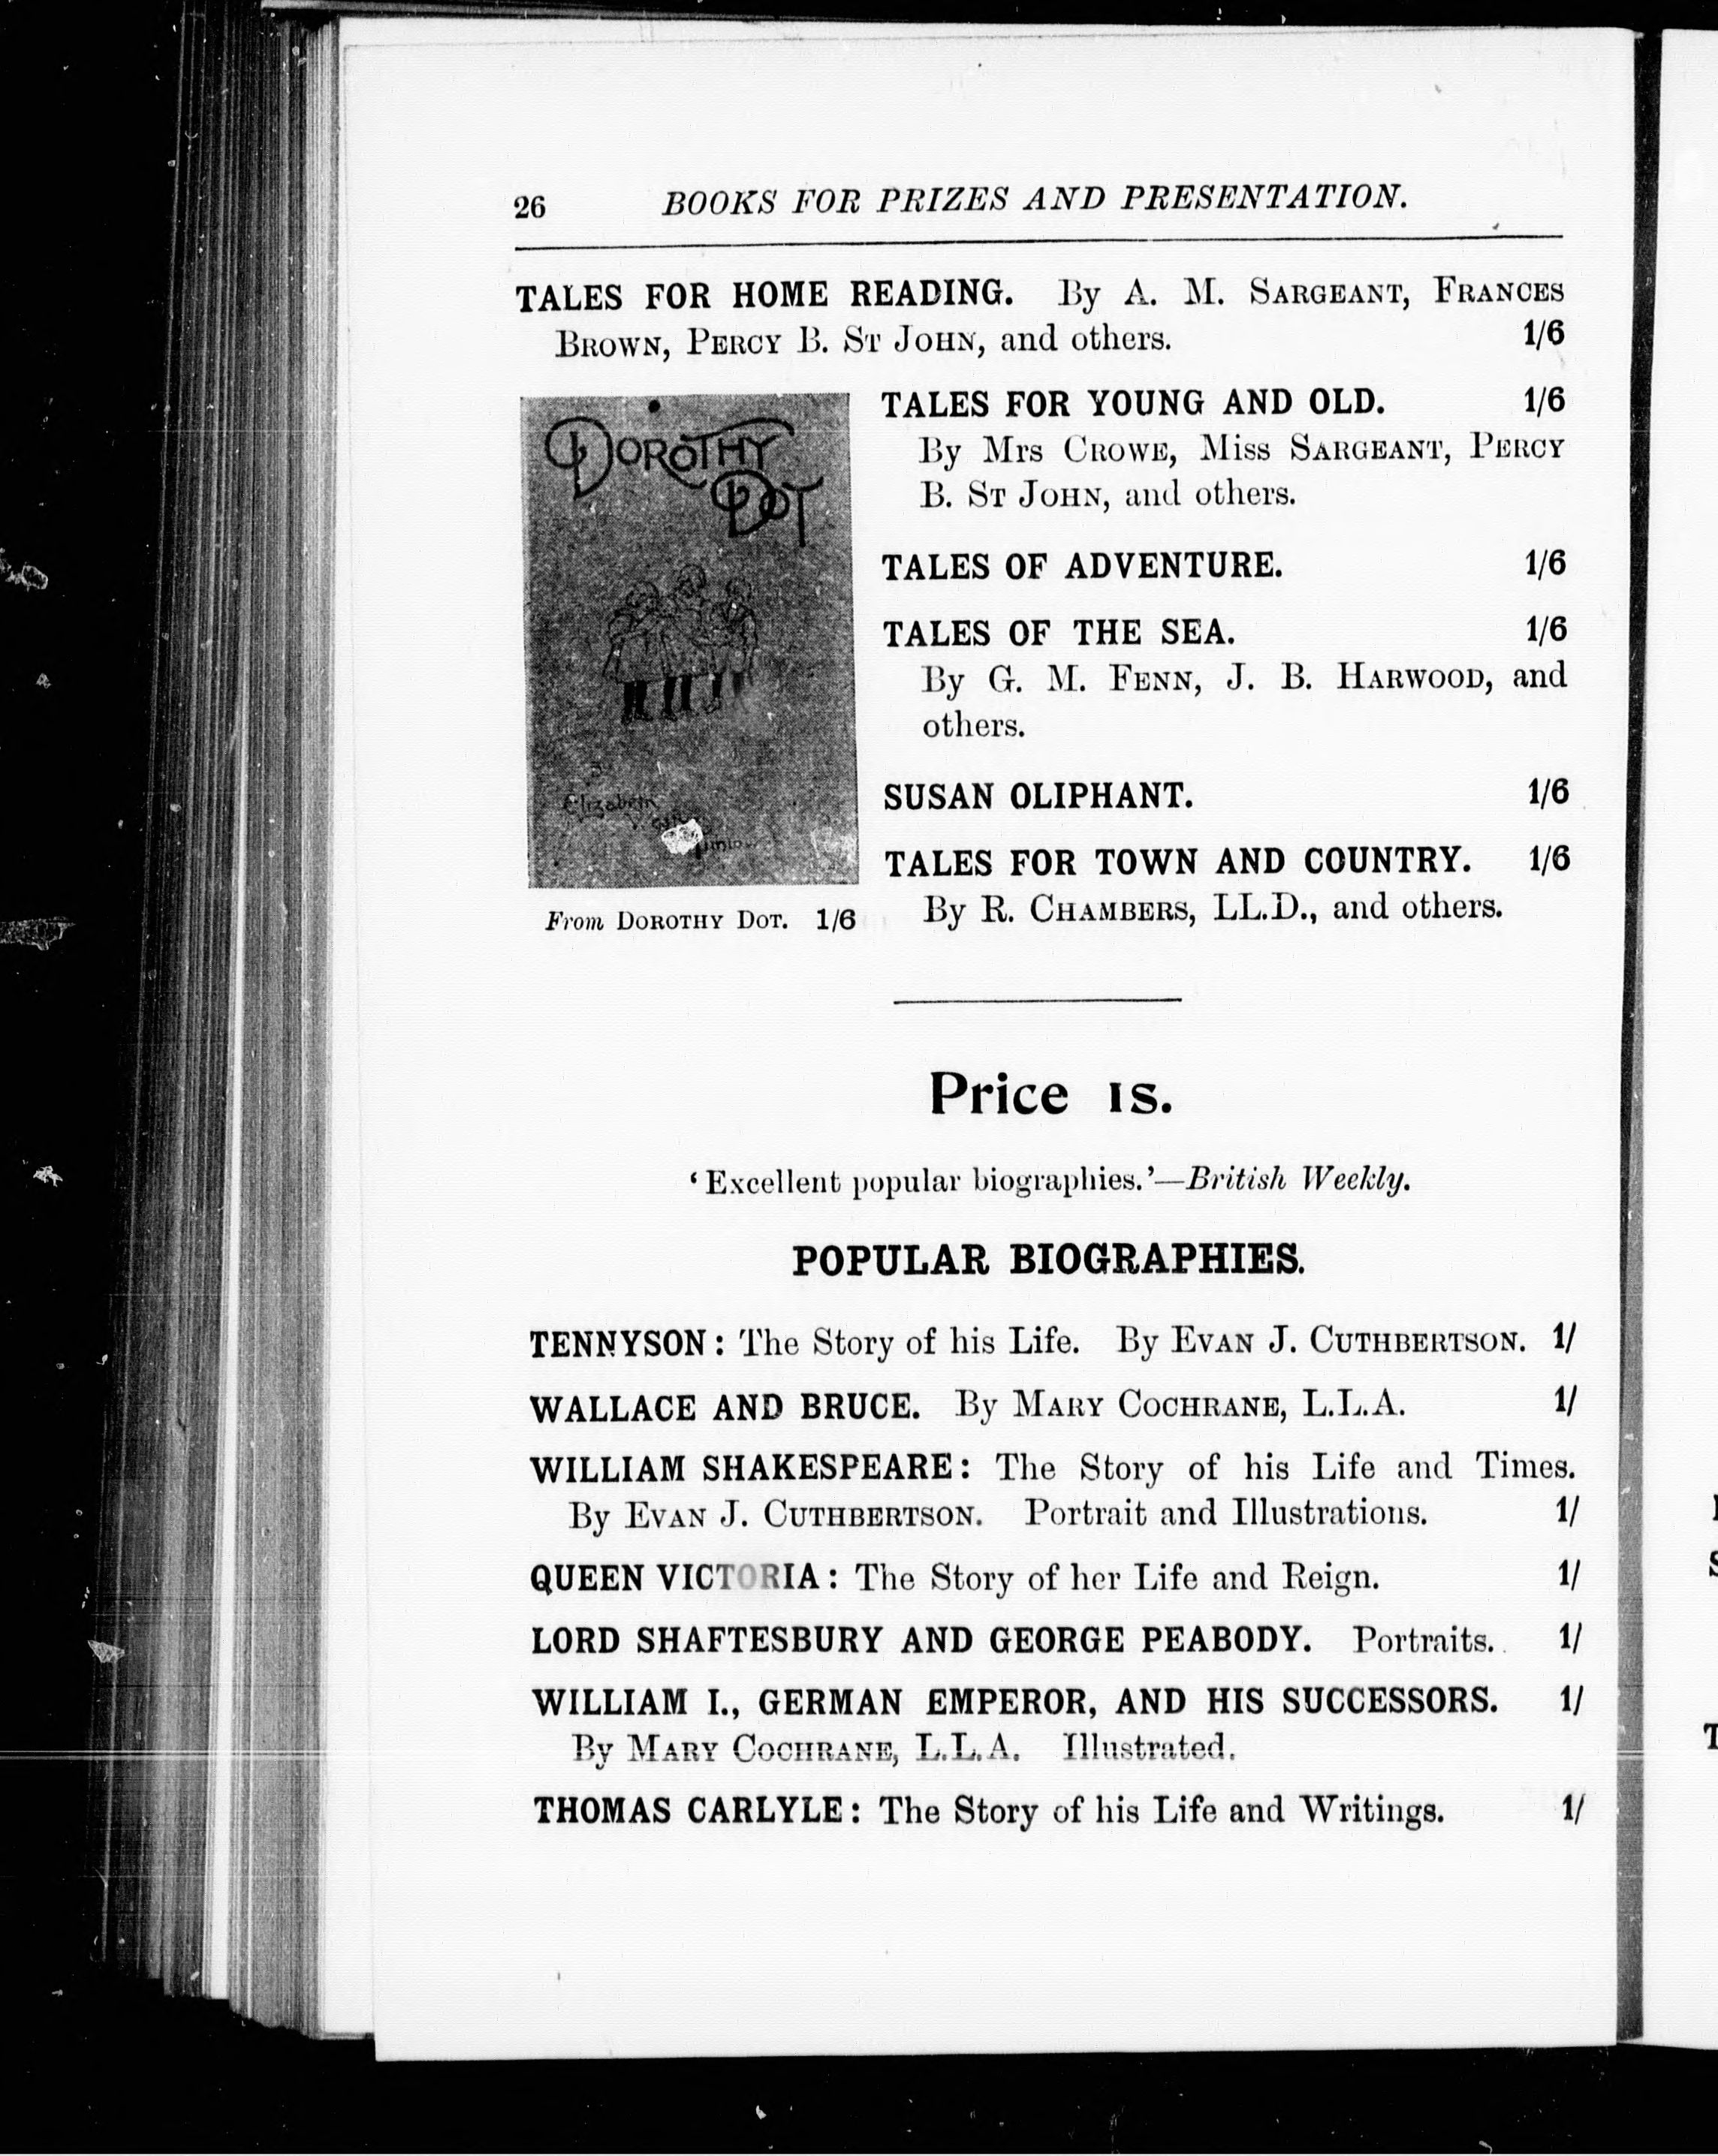 26 BOOKS FOR PRIZES AND PRESENTATION.
TALES FOR HOME READING. By A. M. SARGEANT, FRANCES
BROWN, PERCY B. ST JOHN, and others. 1/6
DOROTHY
DOT
Elizabeth
From DOROTHY DOT. 1/6
TALES FOR YOUNG AND OLD. 1/6
By Mrs CROWE, Miss SARGEANT, PERCY
B. ST JOHN, and others.
TALES OF ADVENTURE. 1/6
TALES OF THE SEA. 1/6
By G. M. FENN, J. B. HARWOOD, and
others.
SUSAN OLIPHANT. 1/6
TALES FOR TOWN AND COUNTRY. 1/6
By R. CHAMBERS, LL.D., and others.
Price 1s.
‘Excellent popular biographies.’—British Weekly.
POPULAR BIOGRAPHIES.
TENNYSON: The Story of his Life. By EVAN J. CUTHBERTSON. 1/
WALLACE AND BRUCE. By MARY COCHRANE, L.L.A. 1/
WILLIAM SHAKESPEARE: The Story of his Life and Times.
By EVAN J. CUTHBERTSON. Portrait and Illustrations. 1/
QUEEN VICTORIA: The Story of her Life and Reign. 1/
LORD SHAFTESBURY AND GEORGE PEABODY. Portraits. 1/
WILLIAM I., GERMAN EMPEROR, AND HIS SUCCESSORS. 1/
By MARY COCHRANE, L.L.A. Illustrated.
THOMAS CARLYLE: The Story of his Life and Writings. 1/